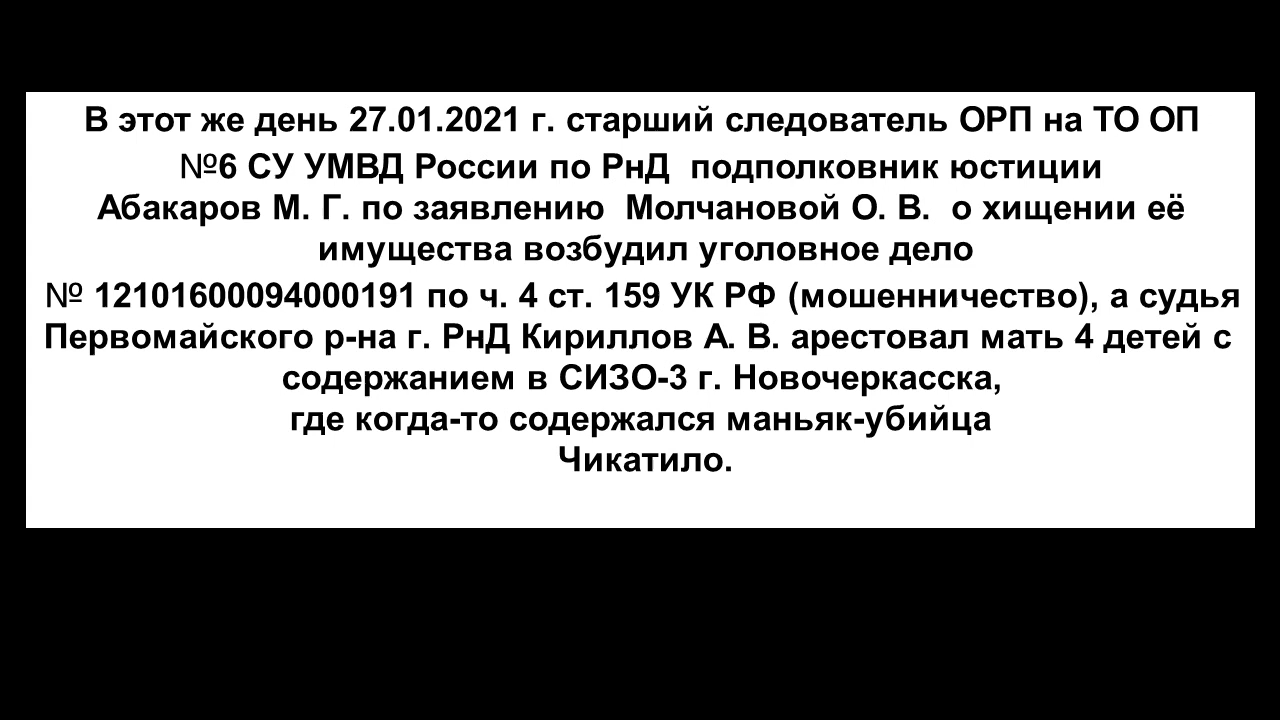 В этот же день 27.01.2021 г. старший следователь ОРП на ТО ОП
№6 СУ УМВД России по РнД подполковник юстиции
Абакаров М. Г. по заявлению Молчановой О. В. о хищении её
имущества возбудил уголовное дело
№ 12101600094000191 по ч. 4 ст. 159 УК РФ (мошенничество), а судья
Первомайского р-на г. РнД Кириллов А. В. арестовал мать 4 детей с
содержанием в СИЗО-3 г. Новочеркасска,
где когда-то содержался маньяк-убийца
Чикатило.